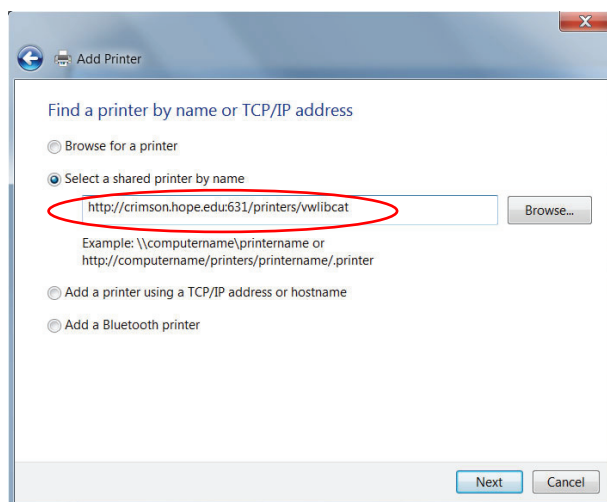 Add Printer
Find a printer by name or TCP/IP address
Browse for a printer
Select a shared printer by name
http://crimson.hope.edu:631/printers/vwlibcat
Browse...
Example: \\computername\printername or
http://computername/printers/printername/.printer
Add a printer using a TCP/IP address or hostname
Add a Bluetooth printer
Next
Cancel